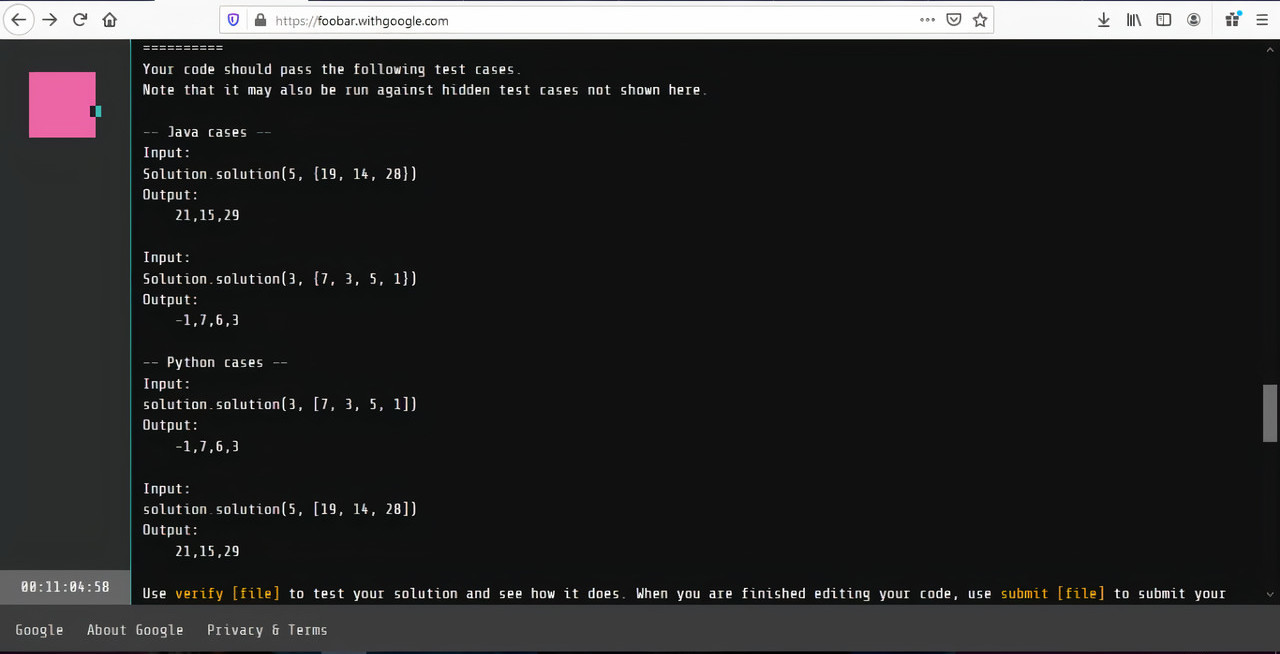 https://foobar.withgoogle.com
==========
Your code should pass the following test cases.
Note that it may also be run against hidden test cases not shown here.
-- Java cases --
Input:
Solution.solution(5, {19, 14, 28})
Output:
21,15,29
Input:
Solution.solution(3, {7, 3, 5, 1})
Output:
-1,7,6,3
-- Python cases --
Input:
solution.solution(3, [7, 3, 5, 1])
Output:
-1,7,6,3
Input:
solution.solution(5, [19, 14, 28])
Output:
21,15,29
Use verify [file] to test your solution and see how it does. When you are finished editing your code, use submit [file] to submit your
00:11:04:58
Google About Google Privacy & Terms